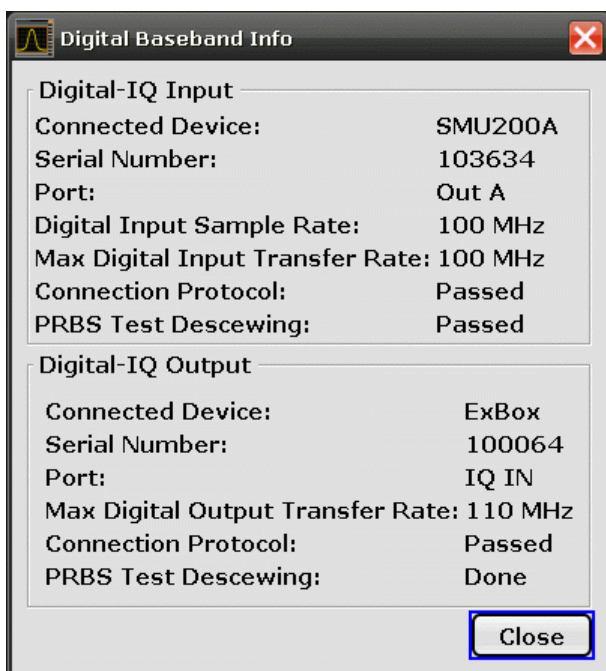 Digital Baseband Info
Digital-IQ Input
Connected Device: SMU200A
Serial Number: 103634
Port: Out A
Digital Input Sample Rate: 100 MHz
Max Digital Input Transfer Rate: 100 MHz
Connection Protocol: Passed
PRBS Test Descewing: Passed
Digital-IQ Output
Connected Device: ExBox
Serial Number: 100064
Port: IQ IN
Max Digital Output Transfer Rate: 110 MHz
Connection Protocol: Passed
PRBS Test Descewing: Done
Close